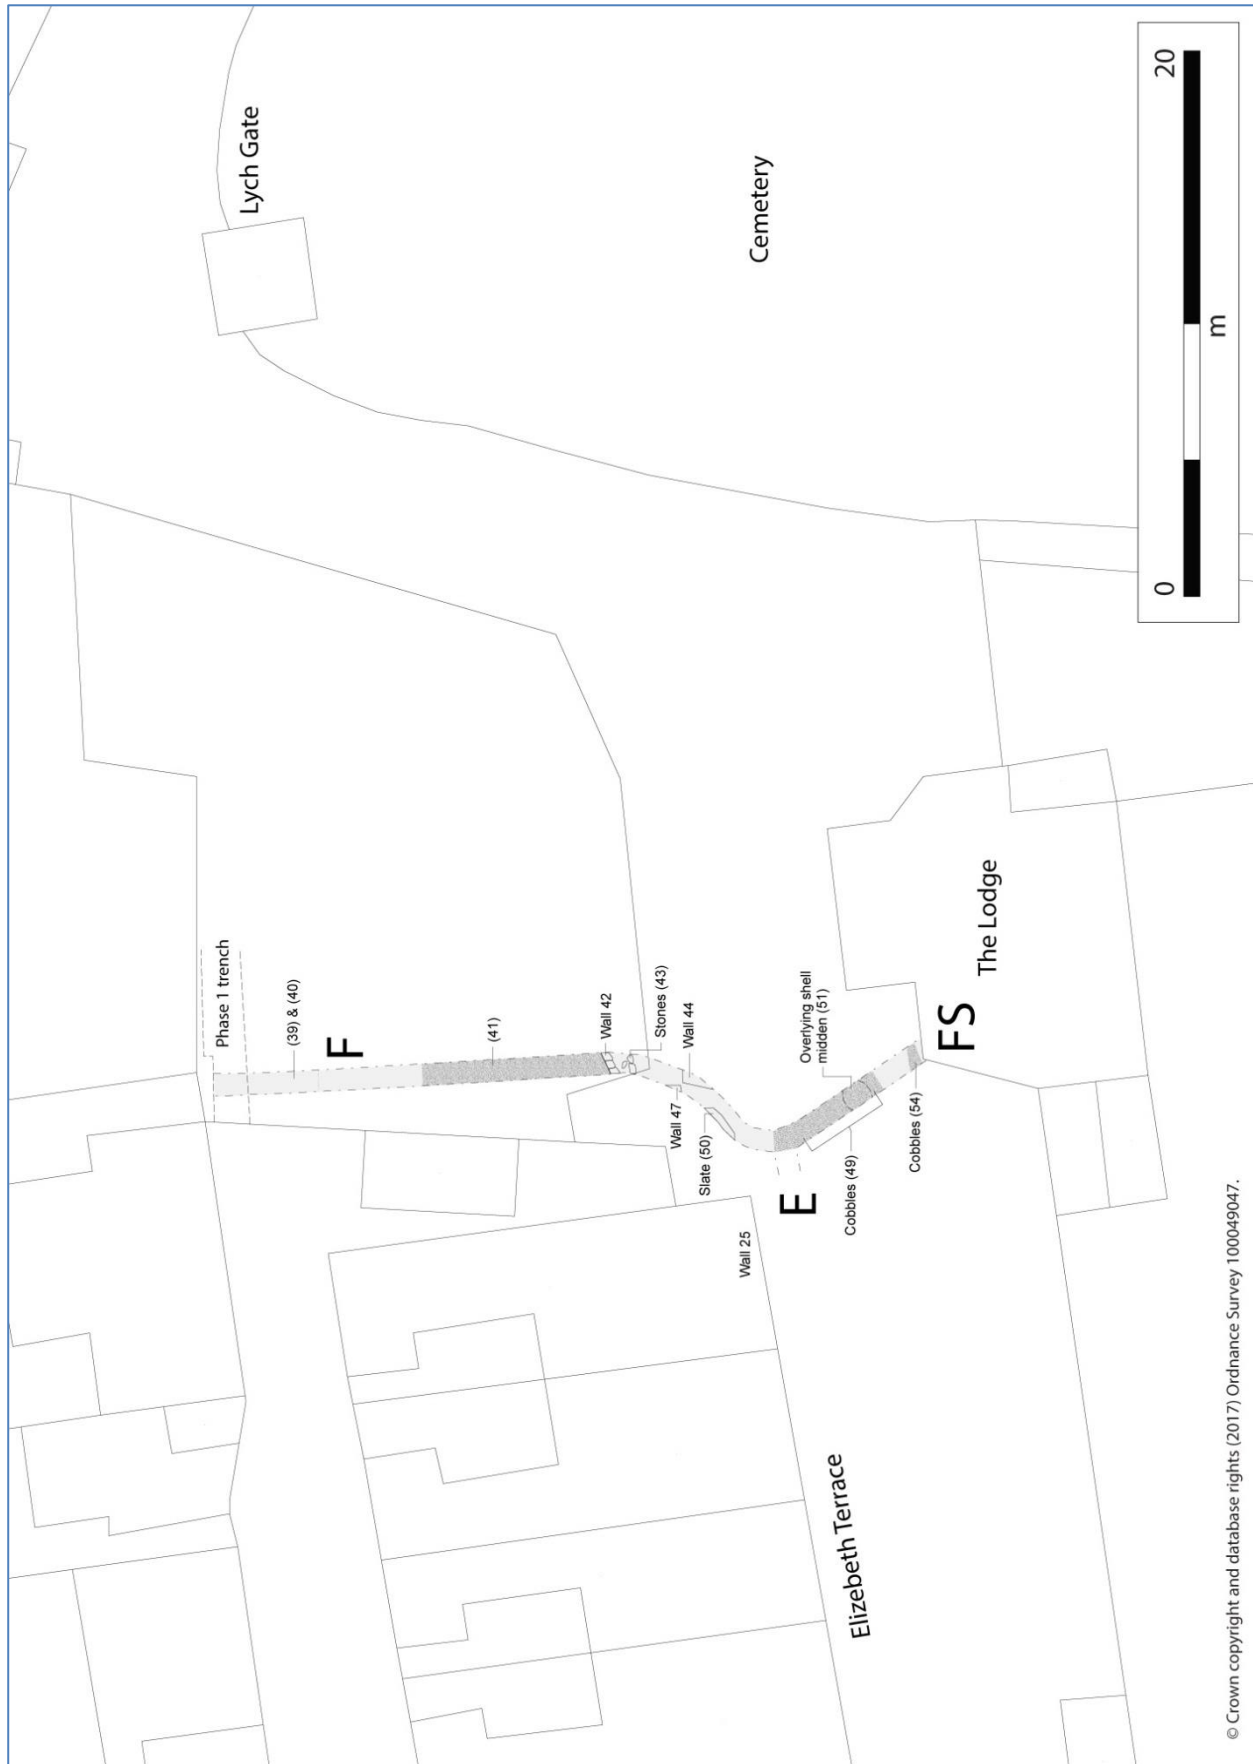 Lych Gate
Cemetery
20
m
0
Phase 1 trench
(39) & (40)
F
(41)
Wall 42
Stones (43)
Wall 44
Wall 47
Slate (50)
E
Overlying shell
midden (51)
Cobbles (49)
Cobbles (54)
FS
The Lodge
Wall 25
Elizebeth Terrace
© Crown copyright and database rights (2017) Ordnance Survey 100049047.